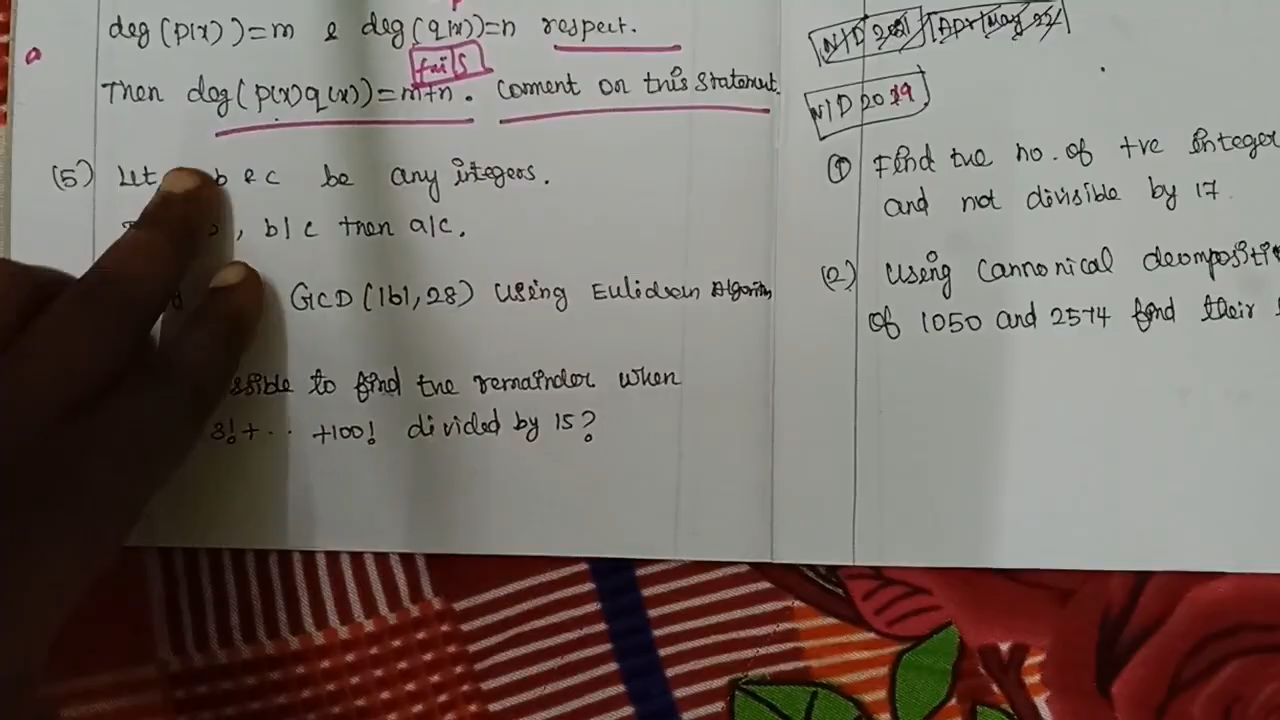 deg(p(x))=m & deg(q(x))=n respect.
fails
Then deg(p(x)q(x))=m+n. Coment on this statement.
(5) Let b & c be any integers.
, b/c then a/c.
GCD (161,28) Using Eulidean Algorithm
ssible to find the remainder when
3!+ ·· +100! divided by 15?
N/D 2021 Apr/May 22
N/D 2019
(1) Find the no. of +ve integer
and not divisible by 17.
(2) Using Cannonical decompositi
of 1050 and 2574 find their